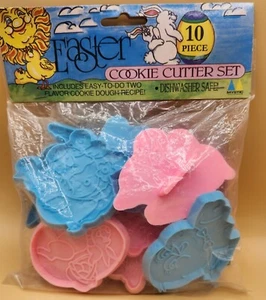 Easter
10
PIECE
COOKIE CUTTER SET
INCLUDES EASY-TO-DO TWO
FLAVOR COOKIE DOUGH RECIPE!
• DISHWASHER SAFE